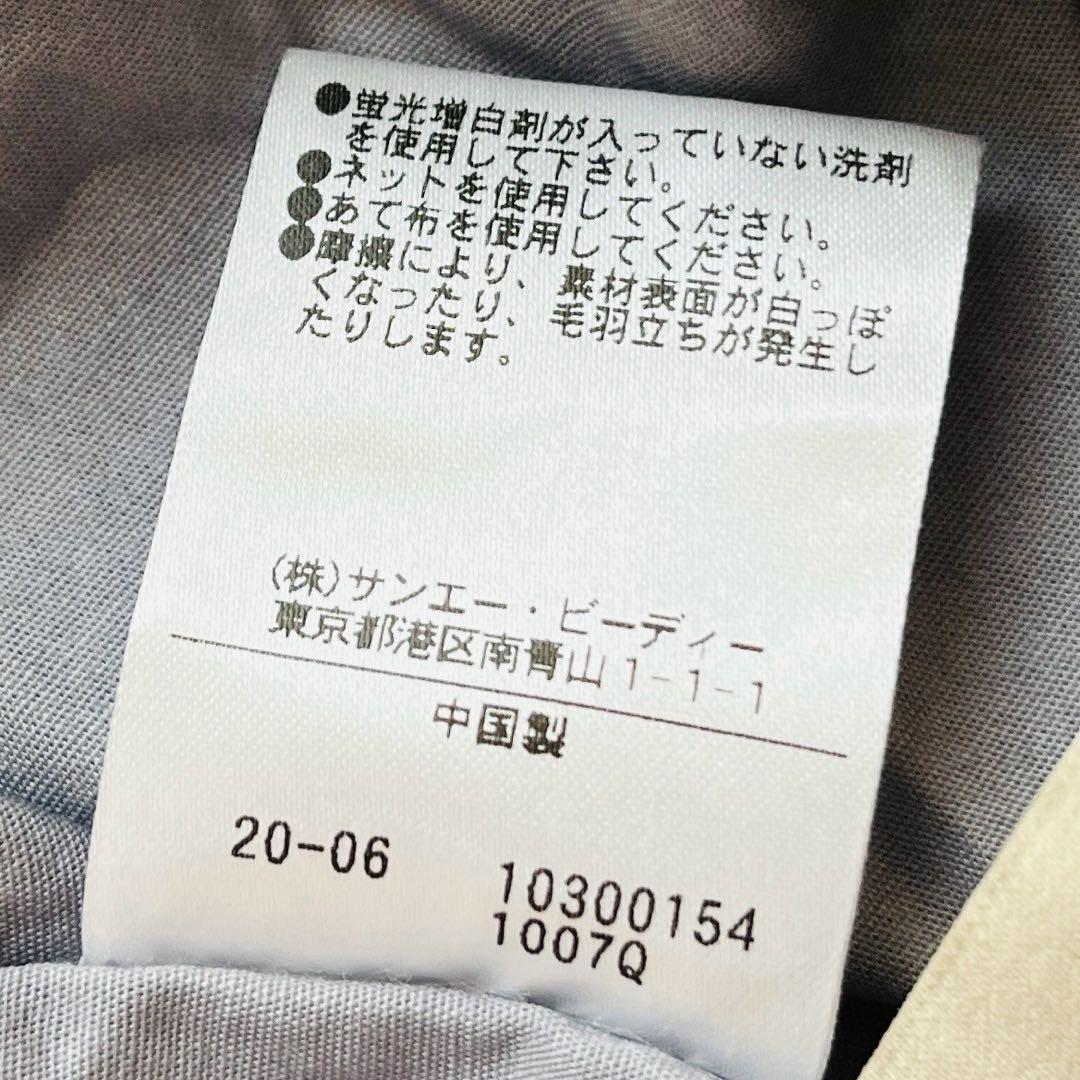 ●蛍光増白剤が入っていない洗剤
を使用して下さい。
●ネットを使用してください。
●あて布を使用してください。
●摩擦により、素材表面が白っぽ
くなったり、毛羽立ちが発生し
たりします。
(株)サンエー・ビーディー
東京都港区南青山1-1-1
中国製
20-06
10300154
1007Q